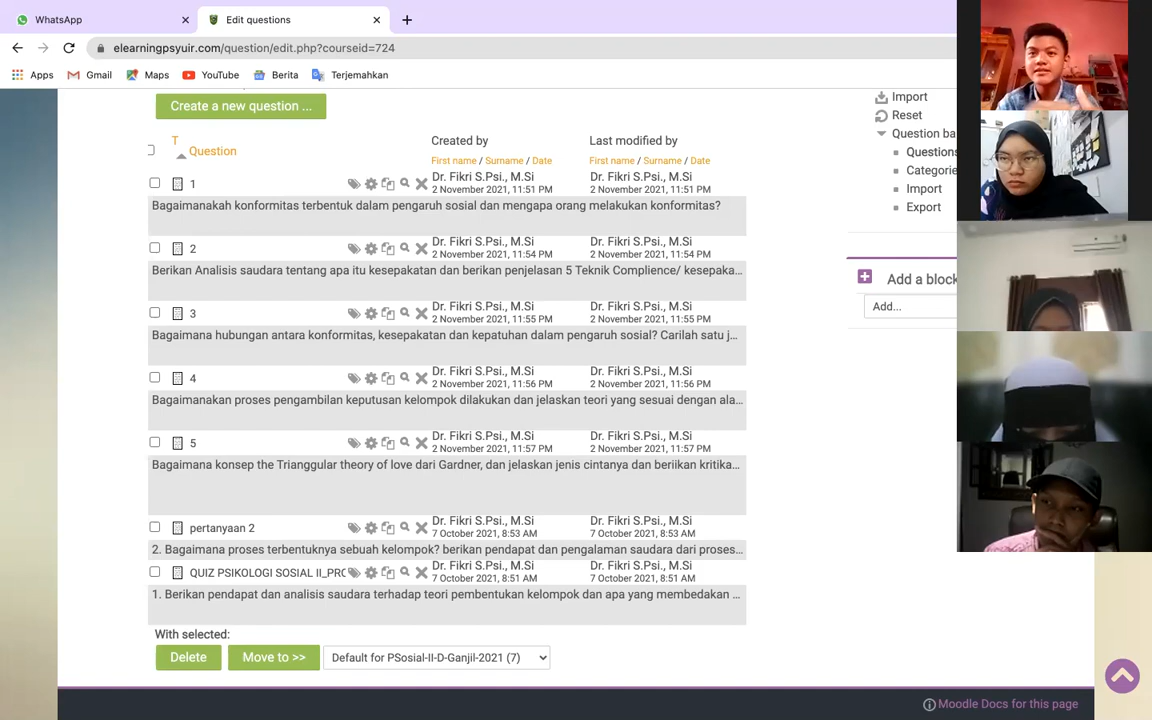 WhatsApp
Edit questions
elearningpsyuir.com/question/edit.php?courseid=724
Apps Gmail Maps YouTube Berita Terjemahkan
Create a new question ...
T Question
Created by
First name / Surname / Date
Last modified by
First name / Surname / Date
1
Dr. Fikri S.Psi., M.Si
2 November 2021, 11:51 PM
Dr. Fikri S.Psi., M.Si
2 November 2021, 11:51 PM
Bagaimanakah konformitas terbentuk dalam pengaruh sosial dan mengapa orang melakukan konformitas?
2
Dr. Fikri S.Psi., M.Si
2 November 2021, 11:54 PM
Dr. Fikri S.Psi., M.Si
2 November 2021, 11:54 PM
Berikan Analisis saudara tentang apa itu kesepakatan dan berikan penjelasan 5 Teknik Complience/ kesepaka...
3
Dr. Fikri S.Psi., M.Si
2 November 2021, 11:55 PM
Dr. Fikri S.Psi., M.Si
2 November 2021, 11:55 PM
Bagaimana hubungan antara konformitas, kesepakatan dan kepatuhan dalam pengaruh sosial? Carilah satu j...
4
Dr. Fikri S.Psi., M.Si
2 November 2021, 11:56 PM
Dr. Fikri S.Psi., M.Si
2 November 2021, 11:56 PM
Bagaimanakan proses pengambilan keputusan kelompok dilakukan dan jelaskan teori yang sesuai dengan ala...
5
Dr. Fikri S.Psi., M.Si
2 November 2021, 11:57 PM
Dr. Fikri S.Psi., M.Si
2 November 2021, 11:57 PM
Bagaimana konsep the Trianggular theory of love dari Gardner, dan jelaskan jenis cintanya dan beriikan kritika...
pertanyaan 2
Dr. Fikri S.Psi., M.Si
7 October 2021, 8:53 AM
Dr. Fikri S.Psi., M.Si
7 October 2021, 8:53 AM
2. Bagaimana proses terbentuknya sebuah kelompok? berikan pendapat dan pengalaman saudara dari proses...
QUIZ PSIKOLOGI SOSIAL II_PRO
Dr. Fikri S.Psi., M.Si
7 October 2021, 8:51 AM
Dr. Fikri S.Psi., M.Si
7 October 2021, 8:51 AM
1. Berikan pendapat dan analisis saudara terhadap teori pembentukan kelompok dan apa yang membedakan ...
With selected:
Delete Move to >> Default for PSosial-II-D-Ganjil-2021 (7)
Import
Reset
Question ba
Questions
Categorie
Import
Export
Add a block
Add...
Moodle Docs for this page